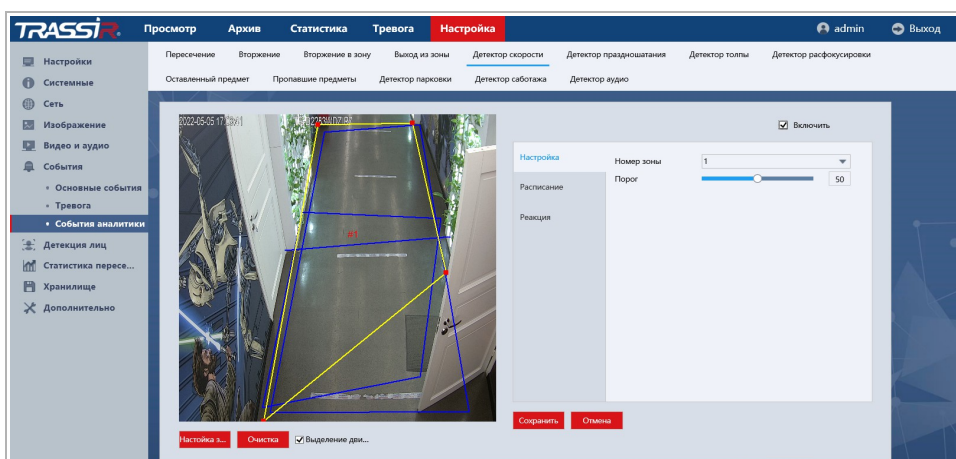 TRASSIR
Просмотр Архив Статистика Тревога Настройка admin Выход
Настройки
Системные
Сеть
Изображение
Видео и аудио
События
Основные события
Тревога
События аналитики
Детекция лиц
Статистика пересе...
Хранилище
Дополнительно
Пересечение Вторжение Вторжение в зону Выход из зоны Детектор скорости Детектор праздношатания Детектор толпы Детектор расфокусировки
Оставленный предмет Пропавшие предметы Детектор парковки Детектор саботажа Детектор аудио
2022-05-05
#1
Включить
Настройка
Расписание
Реакция
Номер зоны 1
Порог 50
Сохранить Отмена
Настойка з... Очистка Выделение дви...